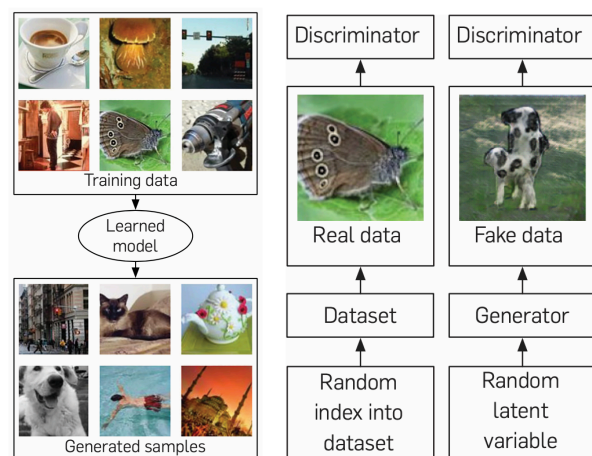 Training data
Learned
model
Generated samples
Discriminator
Real data
Dataset
Random
index into
dataset
Discriminator
Fake data
Generator
Random
latent
variable